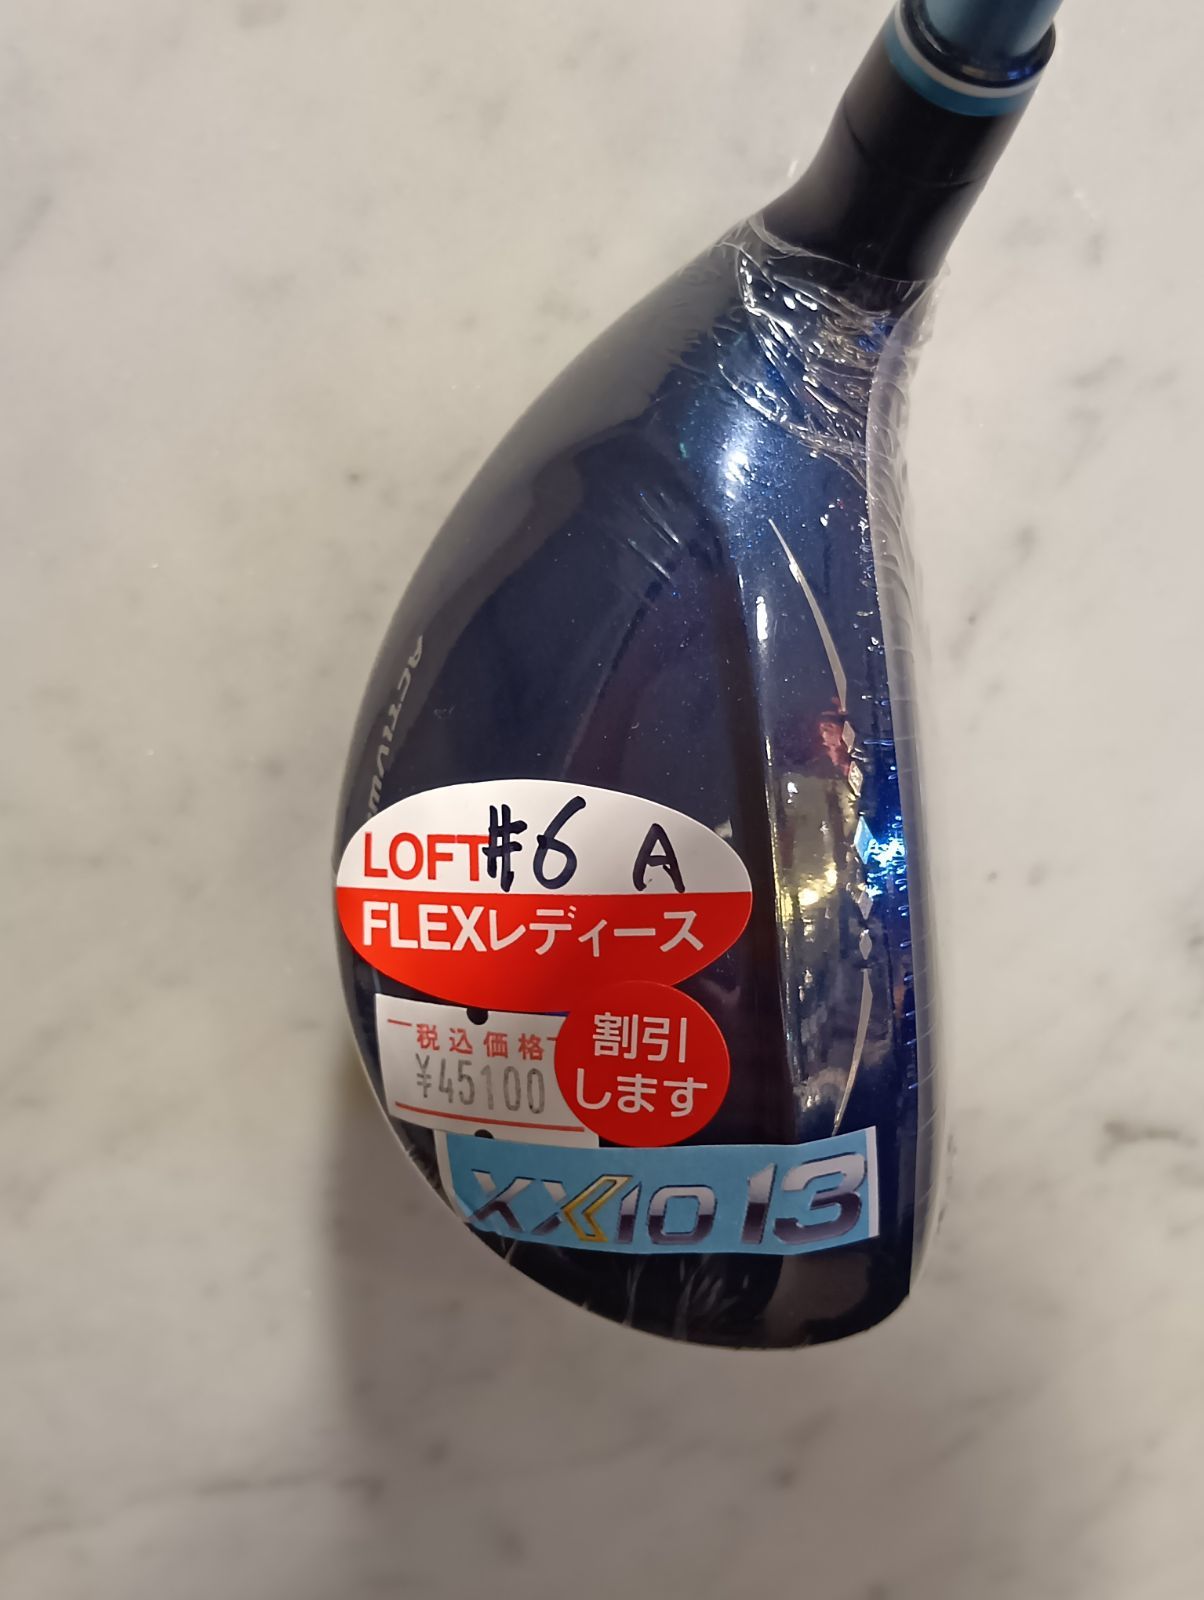 ACTIVW
LOFT #6 A
FLEXレディース
税込価格
¥45100
割引
します
XXIO 13